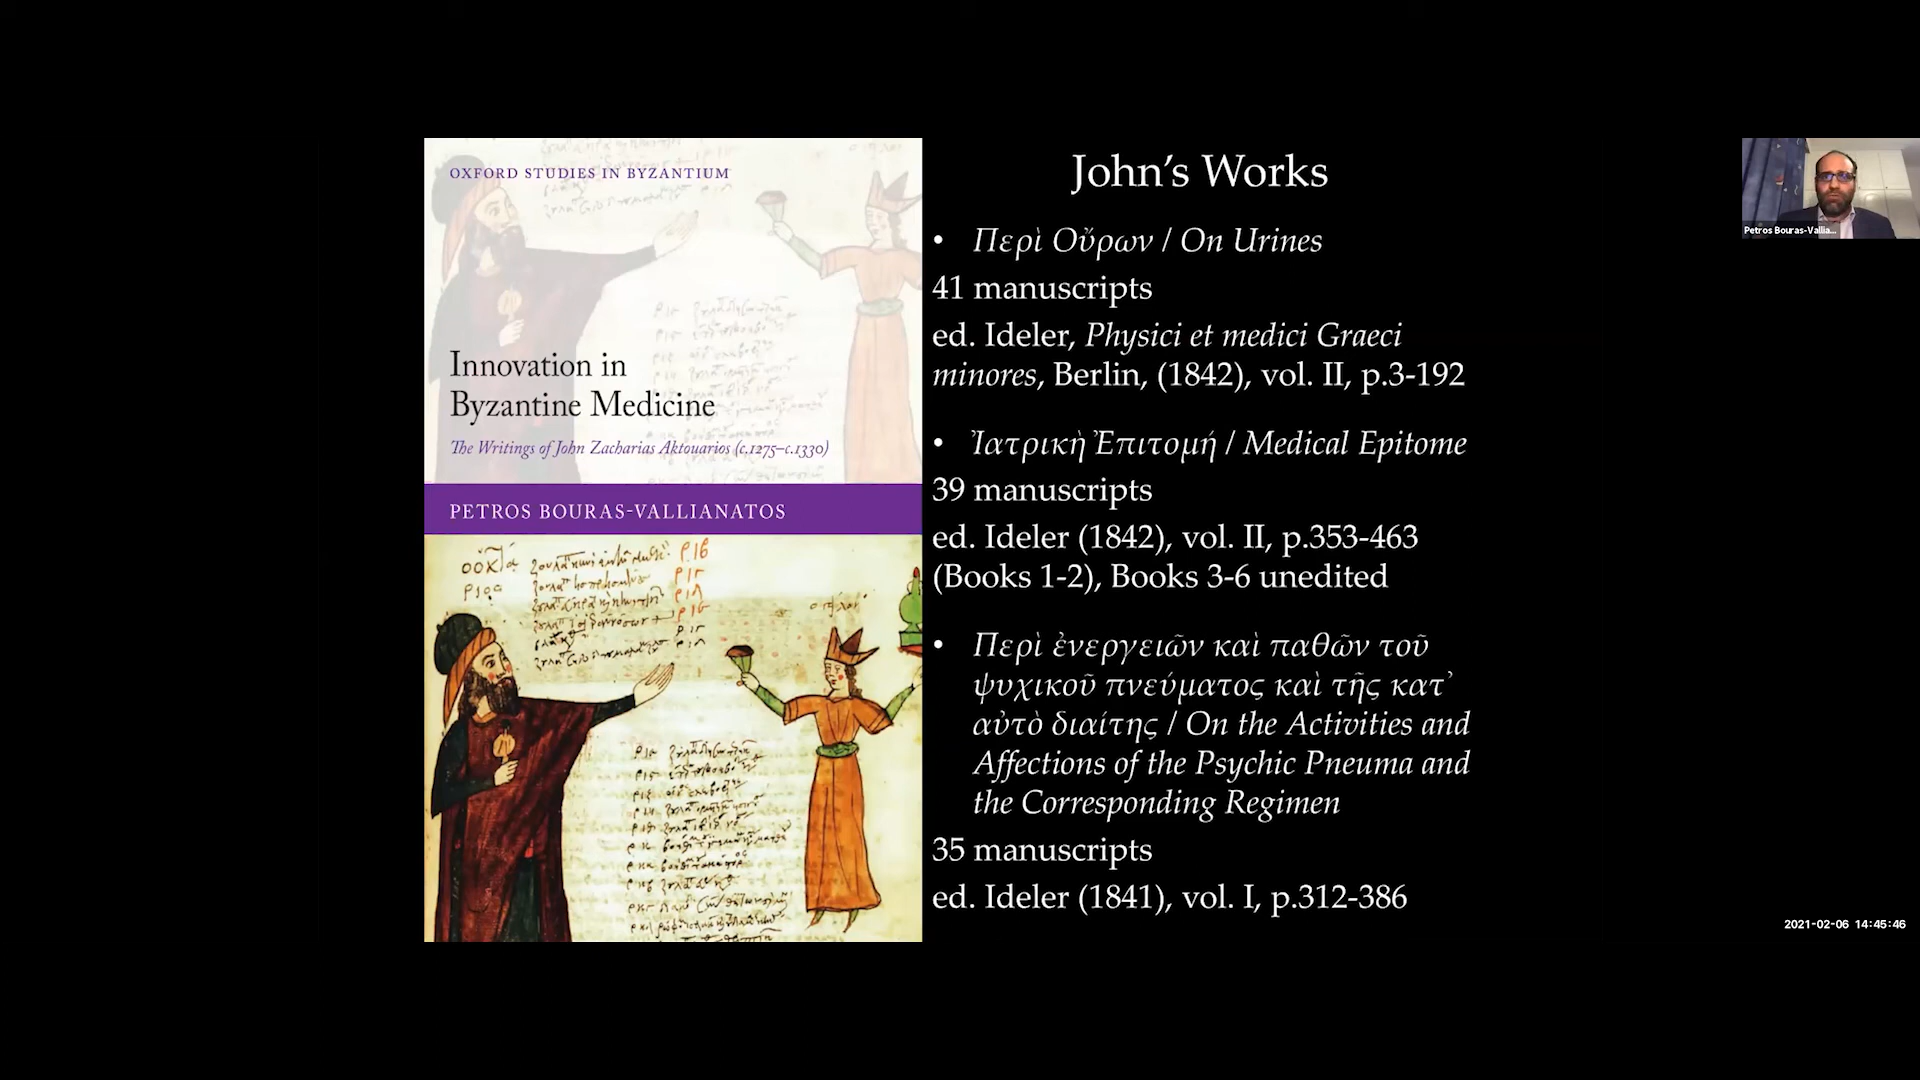 OXFORD STUDIES IN BYZANTIUM
Innovation in
Byzantine Medicine
The Writings of John Zacharias Aktouarios (c.1275–c.1330)
PETROS BOURAS-VALLIANATOS
John’s Works
• Περὶ Οὔρων / On Urines
41 manuscripts
ed. Ideler, Physici et medici Graeci
minores, Berlin, (1842), vol. II, p.3-192
• Ἰατρικὴ Ἐπιτομή / Medical Epitome
39 manuscripts
ed. Ideler (1842), vol. II, p.353-463
(Books 1-2), Books 3-6 unedited
• Περὶ ἐνεργειῶν καὶ παθῶν τοῦ
ψυχικοῦ πνεύματος καὶ τῆς κατ᾽
αὐτὸ διαίτης / On the Activities and
Affections of the Psychic Pneuma and
the Corresponding Regimen
35 manuscripts
ed. Ideler (1841), vol. I, p.312-386
Petros Bouras-Vallia...
2021-02-06 14:45:46